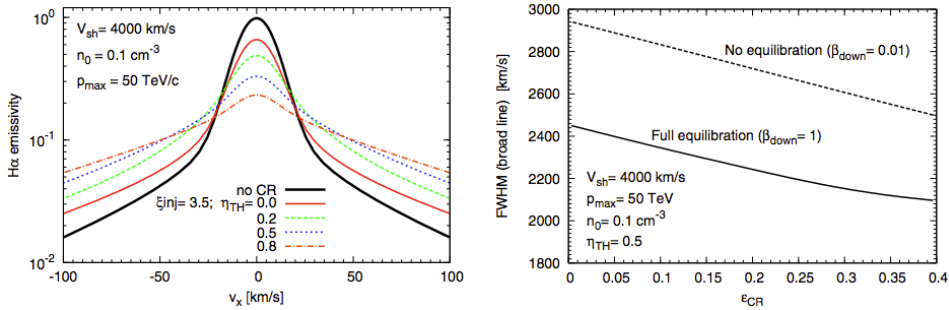 10^0
10^-1
10^-2
Hα emissivity
V_sh= 4000 km/s
n_0= 0.1 cm^-3
p_max= 50 TeV/c
no CR
ξinj= 3.5; η_TH= 0.0
0.2
0.5
0.8
-100 -50 0 50 100
v_x [km/s]
3000
2800
2600
2400
2200
2000
1800
FWHM (broad line) [km/s]
No equilibration (β_down= 0.01)
Full equilibration (β_down= 1)
V_sh= 4000 km/s
p_max= 50 TeV
n_0= 0.1 cm^-3
η_TH= 0.5
0 0.05 0.1 0.15 0.2 0.25 0.3 0.35 0.4
ε_CR